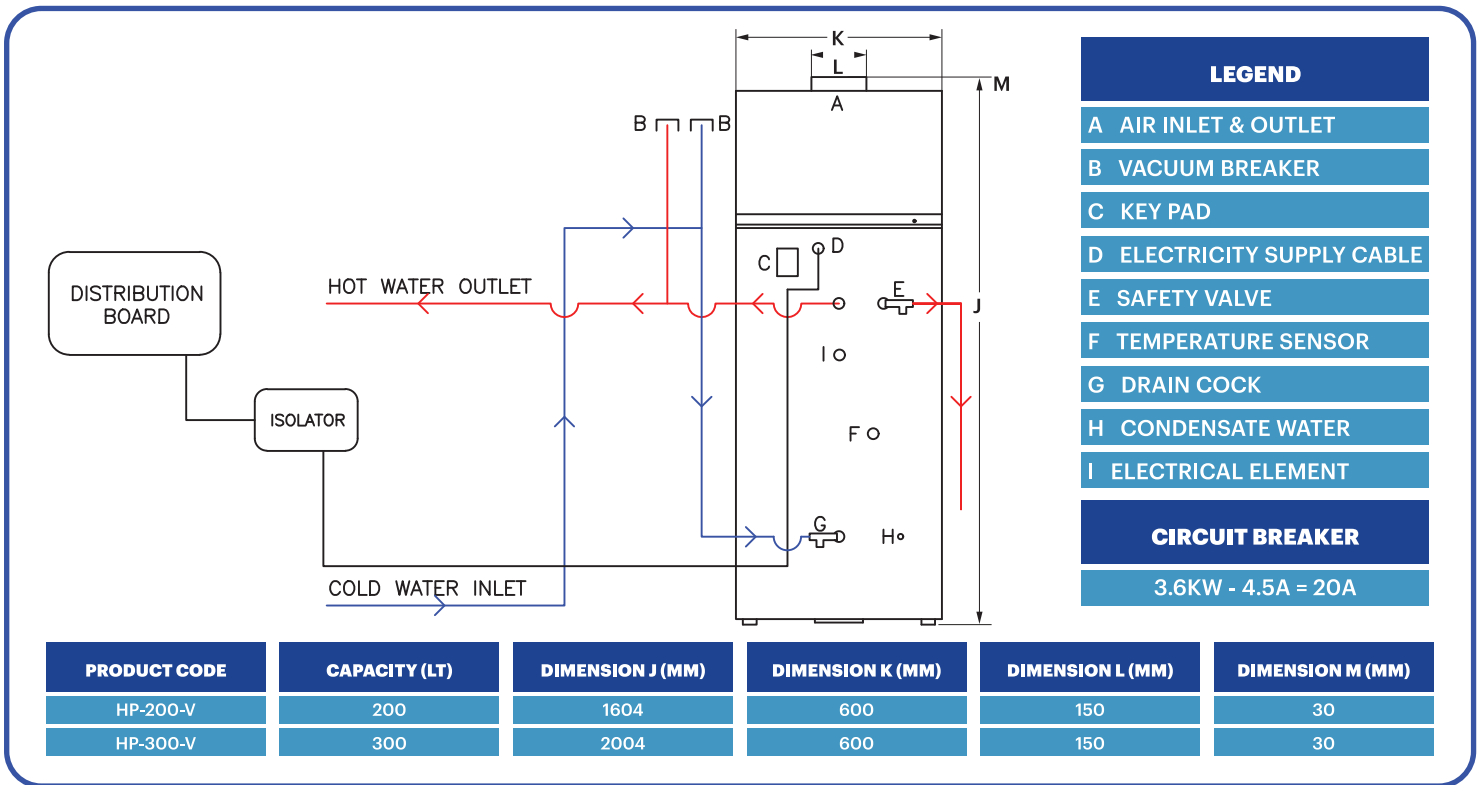 K
L
M
A
B
B
D
C
HOT WATER OUTLET
E
J
DISTRIBUTION
BOARD
I
ISOLATOR
F
G
H
COLD WATER INLET
LEGEND
A AIR INLET & OUTLET
B VACUUM BREAKER
C KEY PAD
D ELECTRICITY SUPPLY CABLE
E SAFETY VALVE
F TEMPERATURE SENSOR
G DRAIN COCK
H CONDENSATE WATER
I ELECTRICAL ELEMENT
CIRCUIT BREAKER
3.6KW - 4.5A = 20A
PRODUCT CODE CAPACITY (LT) DIMENSION J (MM) DIMENSION K (MM) DIMENSION L (MM) DIMENSION M (MM)
HP-200-V 200 1604 600 150 30
HP-300-V 300 2004 600 150 30